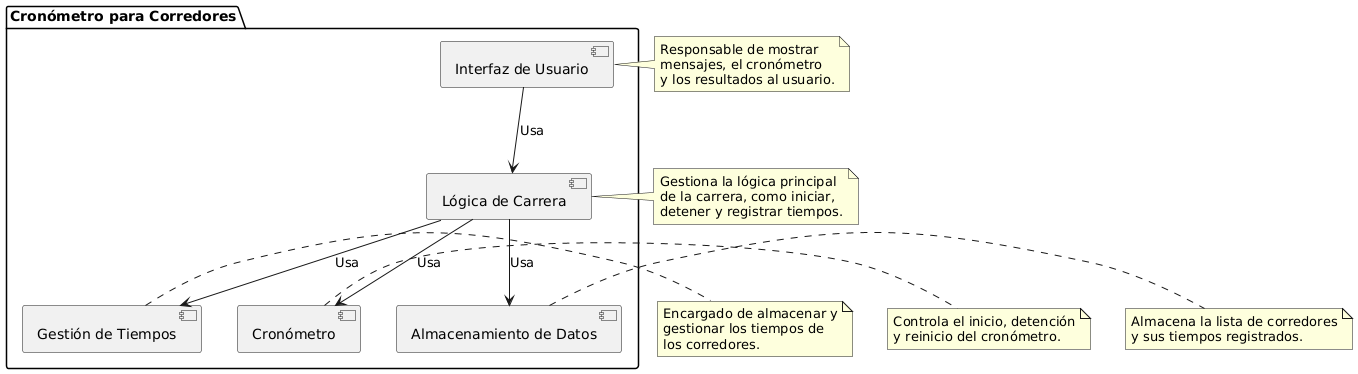 Cronómetro para Corredores
Interfaz de Usuario
Responsable de mostrar
mensajes, el cronómetro
y los resultados al usuario.
Usa
Lógica de Carrera
Gestiona la lógica principal
de la carrera, como iniciar,
detener y registrar tiempos.
Usa
Usa
Usa
Gestión de Tiempos
Cronómetro
Almacenamiento de Datos
Encargado de almacenar y
gestionar los tiempos de
los corredores.
Controla el inicio, detención
y reinicio del cronómetro.
Almacena la lista de corredores
y sus tiempos registrados.